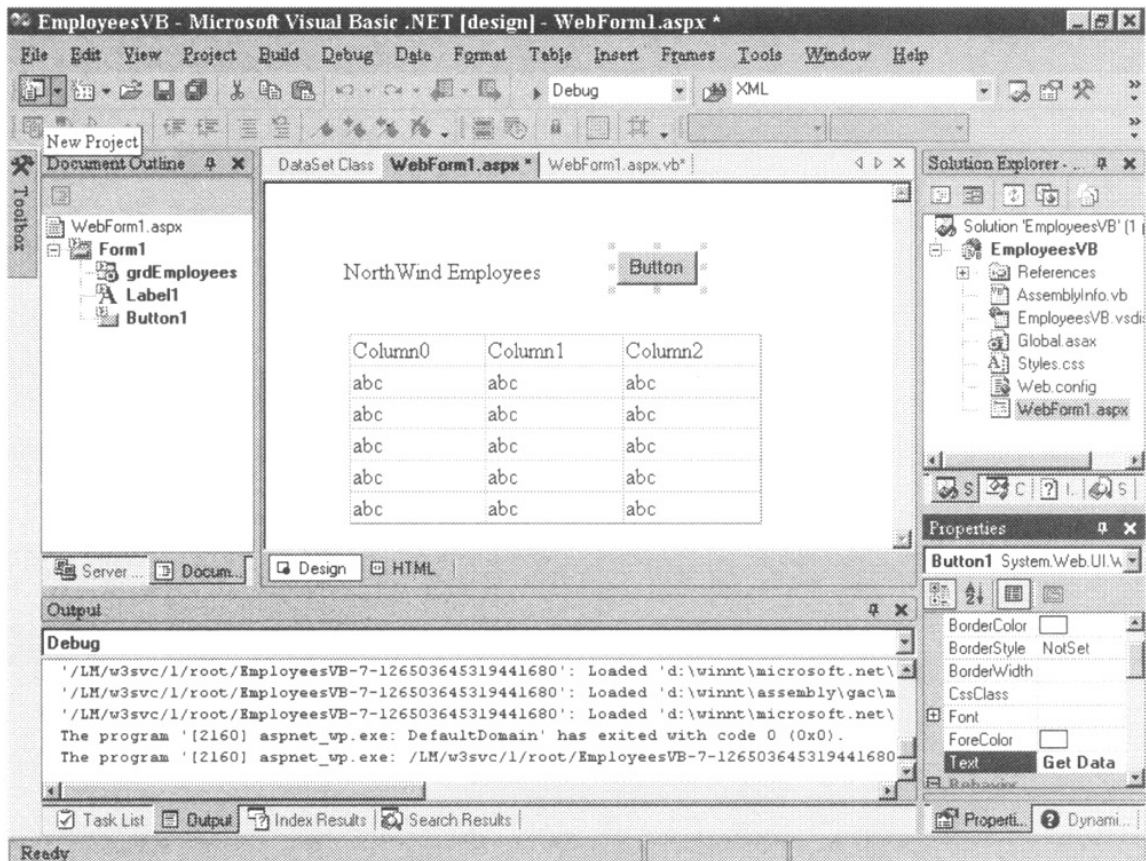 EmployeesVB - Microsoft Visual Basic .NET [design] - WebForm1.aspx *
File Edit View Project Build Debug Data Format Table Insert Frames Tools Window Help
Debug XML
New Project
Toolbox
Document Outline
WebForm1.aspx
Form1
grdEmployees
Label1
Button1
Server ... Docum...
DataSet Class WebForm1.aspx * WebForm1.aspx.vb*
NorthWind Employees Button
Column0 Column1 Column2
abc abc abc
abc abc abc
abc abc abc
abc abc abc
abc abc abc
Design HTML
Solution Explorer - ...
Solution 'EmployeesVB' (1
EmployeesVB
References
AssemblyInfo.vb
EmployeesVB.vsdis
Global.asax
Styles.css
Web.config
WebForm1.aspx
S C I. S
Properties
Button1 System.Web.UI.W
BorderColor
BorderStyle NotSet
BorderWidth
CssClass
Font
ForeColor
Text Get Data
Behavior
Properti... Dynami...
Output
Debug
'/LM/w3svc/1/root/EmployeesVB-7-126503645319441680': Loaded 'd:\winnt\microsoft.net\
'/LM/w3svc/1/root/EmployeesVB-7-126503645319441680': Loaded 'd:\winnt\assembly\gac\m
'/LM/w3svc/1/root/EmployeesVB-7-126503645319441680': Loaded 'd:\winnt\microsoft.net\
The program '[2160] aspnet_wp.exe: DefaultDomain' has exited with code 0 (0x0).
The program '[2160] aspnet_wp.exe: /LM/w3svc/1/root/EmployeesVB-7-126503645319441680
Task List Output Index Results Search Results
Ready